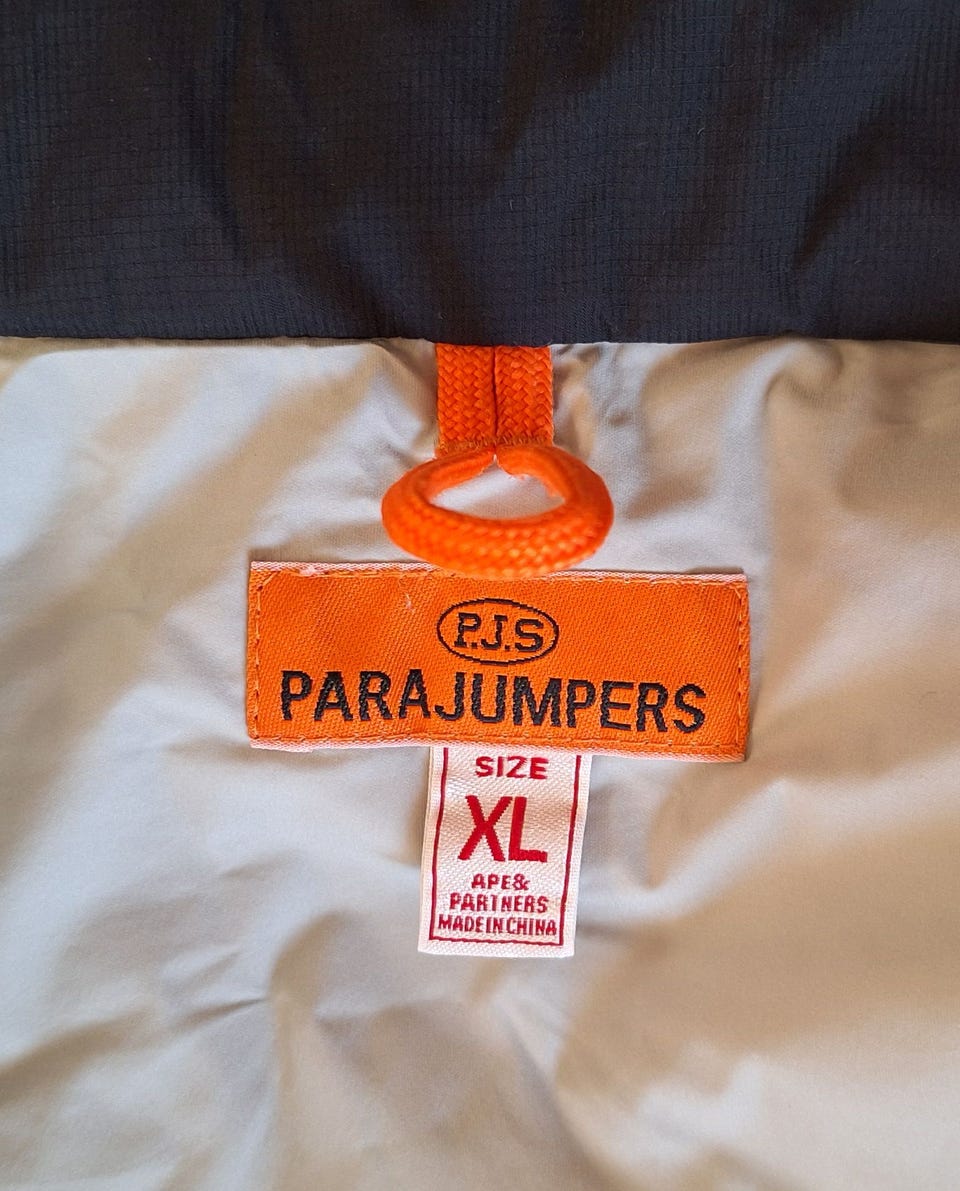 P.J.S
PARAJUMPERS
SIZE
XL
APE&
PARTNERS
MADE IN CHINA